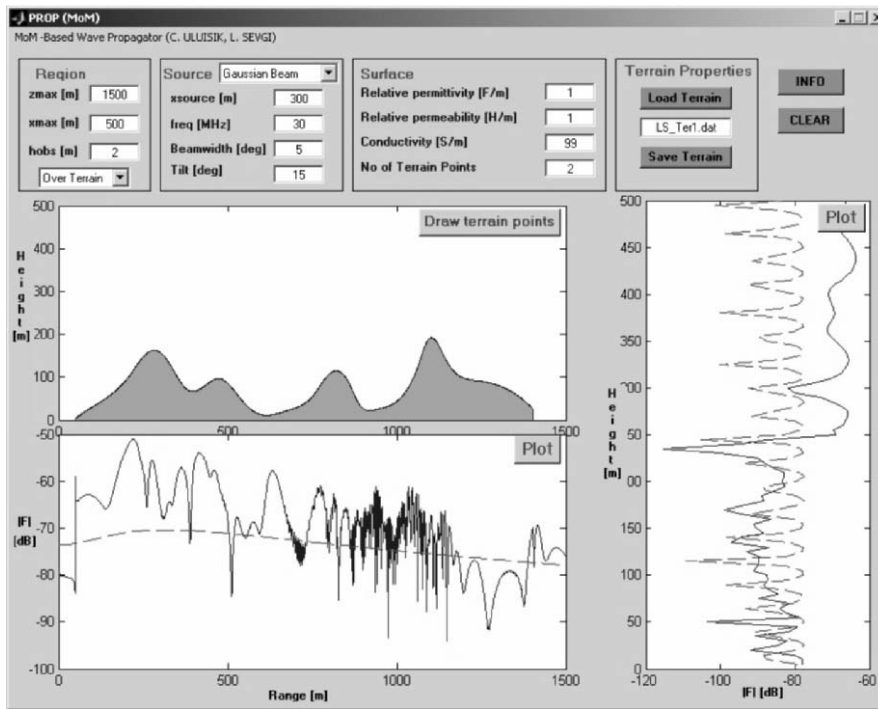 PROP (MoM)
MoM -Based Wave Propagator (C. ULUISIK, L. SEVGI)
Region
zmax [m] 1500
xmax [m] 500
hobs [m] 2
Over Terrain
Source Gaussian Beam
xsource [m] 300
freq [MHz] 30
Beamwidth [deg] 5
Tilt [deg] 15
Surface
Relative permittivity [F/m] 1
Relative permeability [H/m] 1
Conductivity [S/m] 99
No of Terrain Points 2
Terrain Properties
Load Terrain
LS_Ter1.dat
Save Terrain
INFO
CLEAR
Draw terrain points
Height [m]
500
400
300
200
100
0
0 500 1000 1500
Plot
|F| [dB]
-50
-60
-70
-80
-90
-100
0 500 1000 1500
Range [m]
Plot
Height [m]
500
450
400
350
00
50
00
150
100
50
0
-120 -100 -80 -60
|F| [dB]